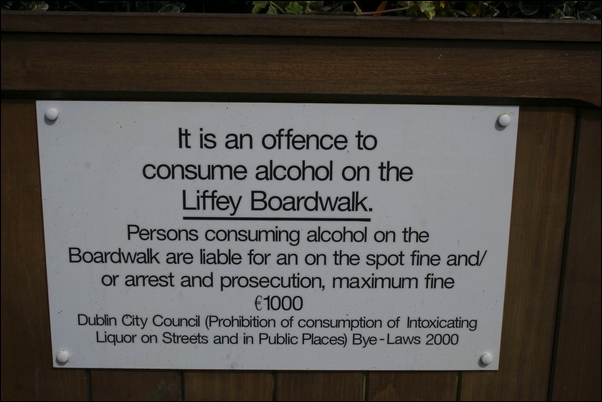 It is an offence to
consume alcohol on the
Liffey Boardwalk.
Persons consuming alcohol on the
Boardwalk are liable for an on the spot fine and/
or arrest and prosecution, maximum fine
€1000
Dublin City Council (Prohibition of consumption of Intoxicating
Liquor on Streets and in Public Places) Bye-Laws 2000